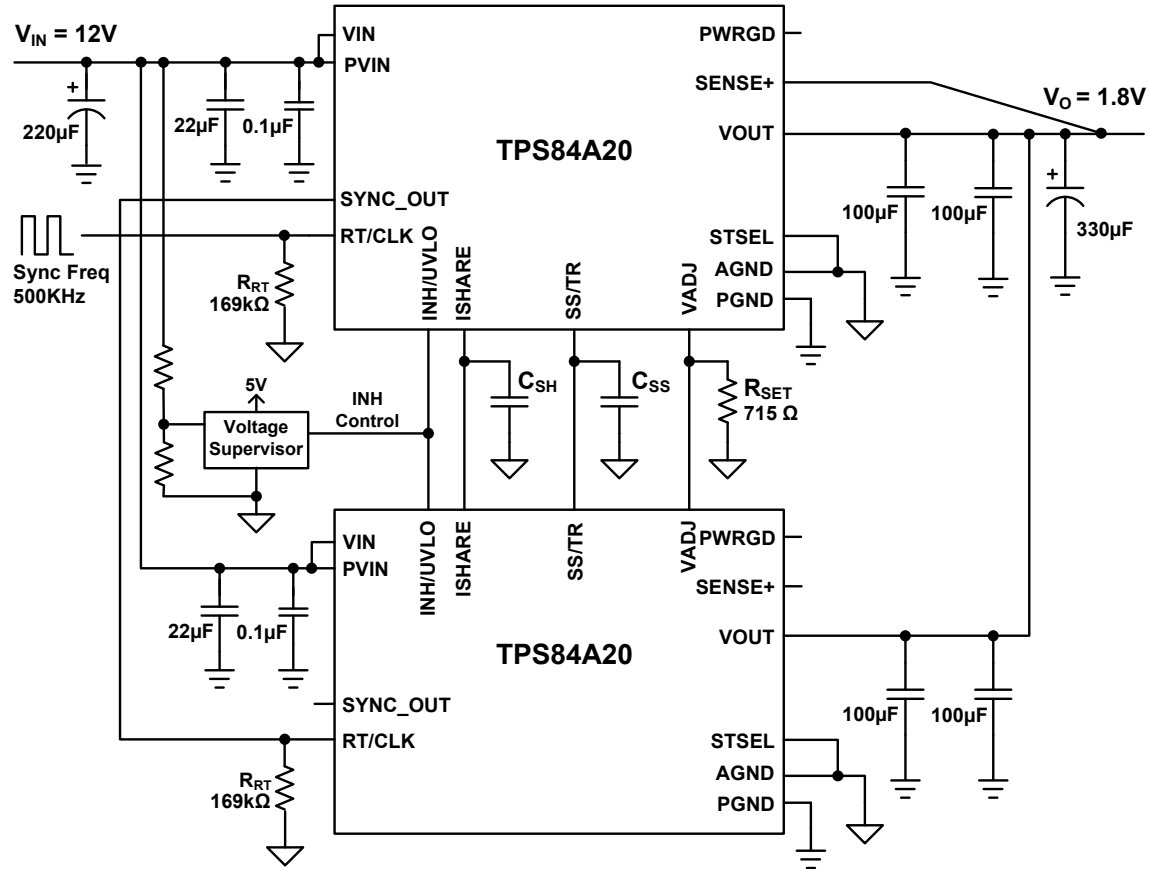 V_IN = 12V
VIN
PVIN
+
220µF
22µF
0.1µF
TPS84A20
PWRGD
SENSE+
V_O = 1.8V
VOUT
100µF
100µF
+
330µF
SYNC_OUT
RT/CLK
Sync Freq
500KHz
R_RT
169kΩ
INH/UVLO
ISHARE
SS/TR
VADJ
STSEL
AGND
PGND
5V
Voltage
Supervisor
INH
Control
C_SH
C_SS
R_SET
715 Ω
VIN
PVIN
22µF
0.1µF
INH/UVLO
ISHARE
SS/TR
VADJ
TPS84A20
PWRGD
SENSE+
VOUT
100µF
100µF
SYNC_OUT
RT/CLK
R_RT
169kΩ
STSEL
AGND
PGND